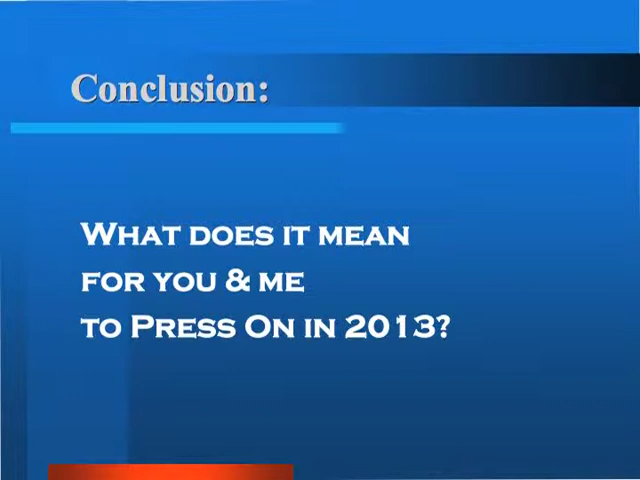 Conclusion:
What does it mean
for you & me
to Press On in 2013?